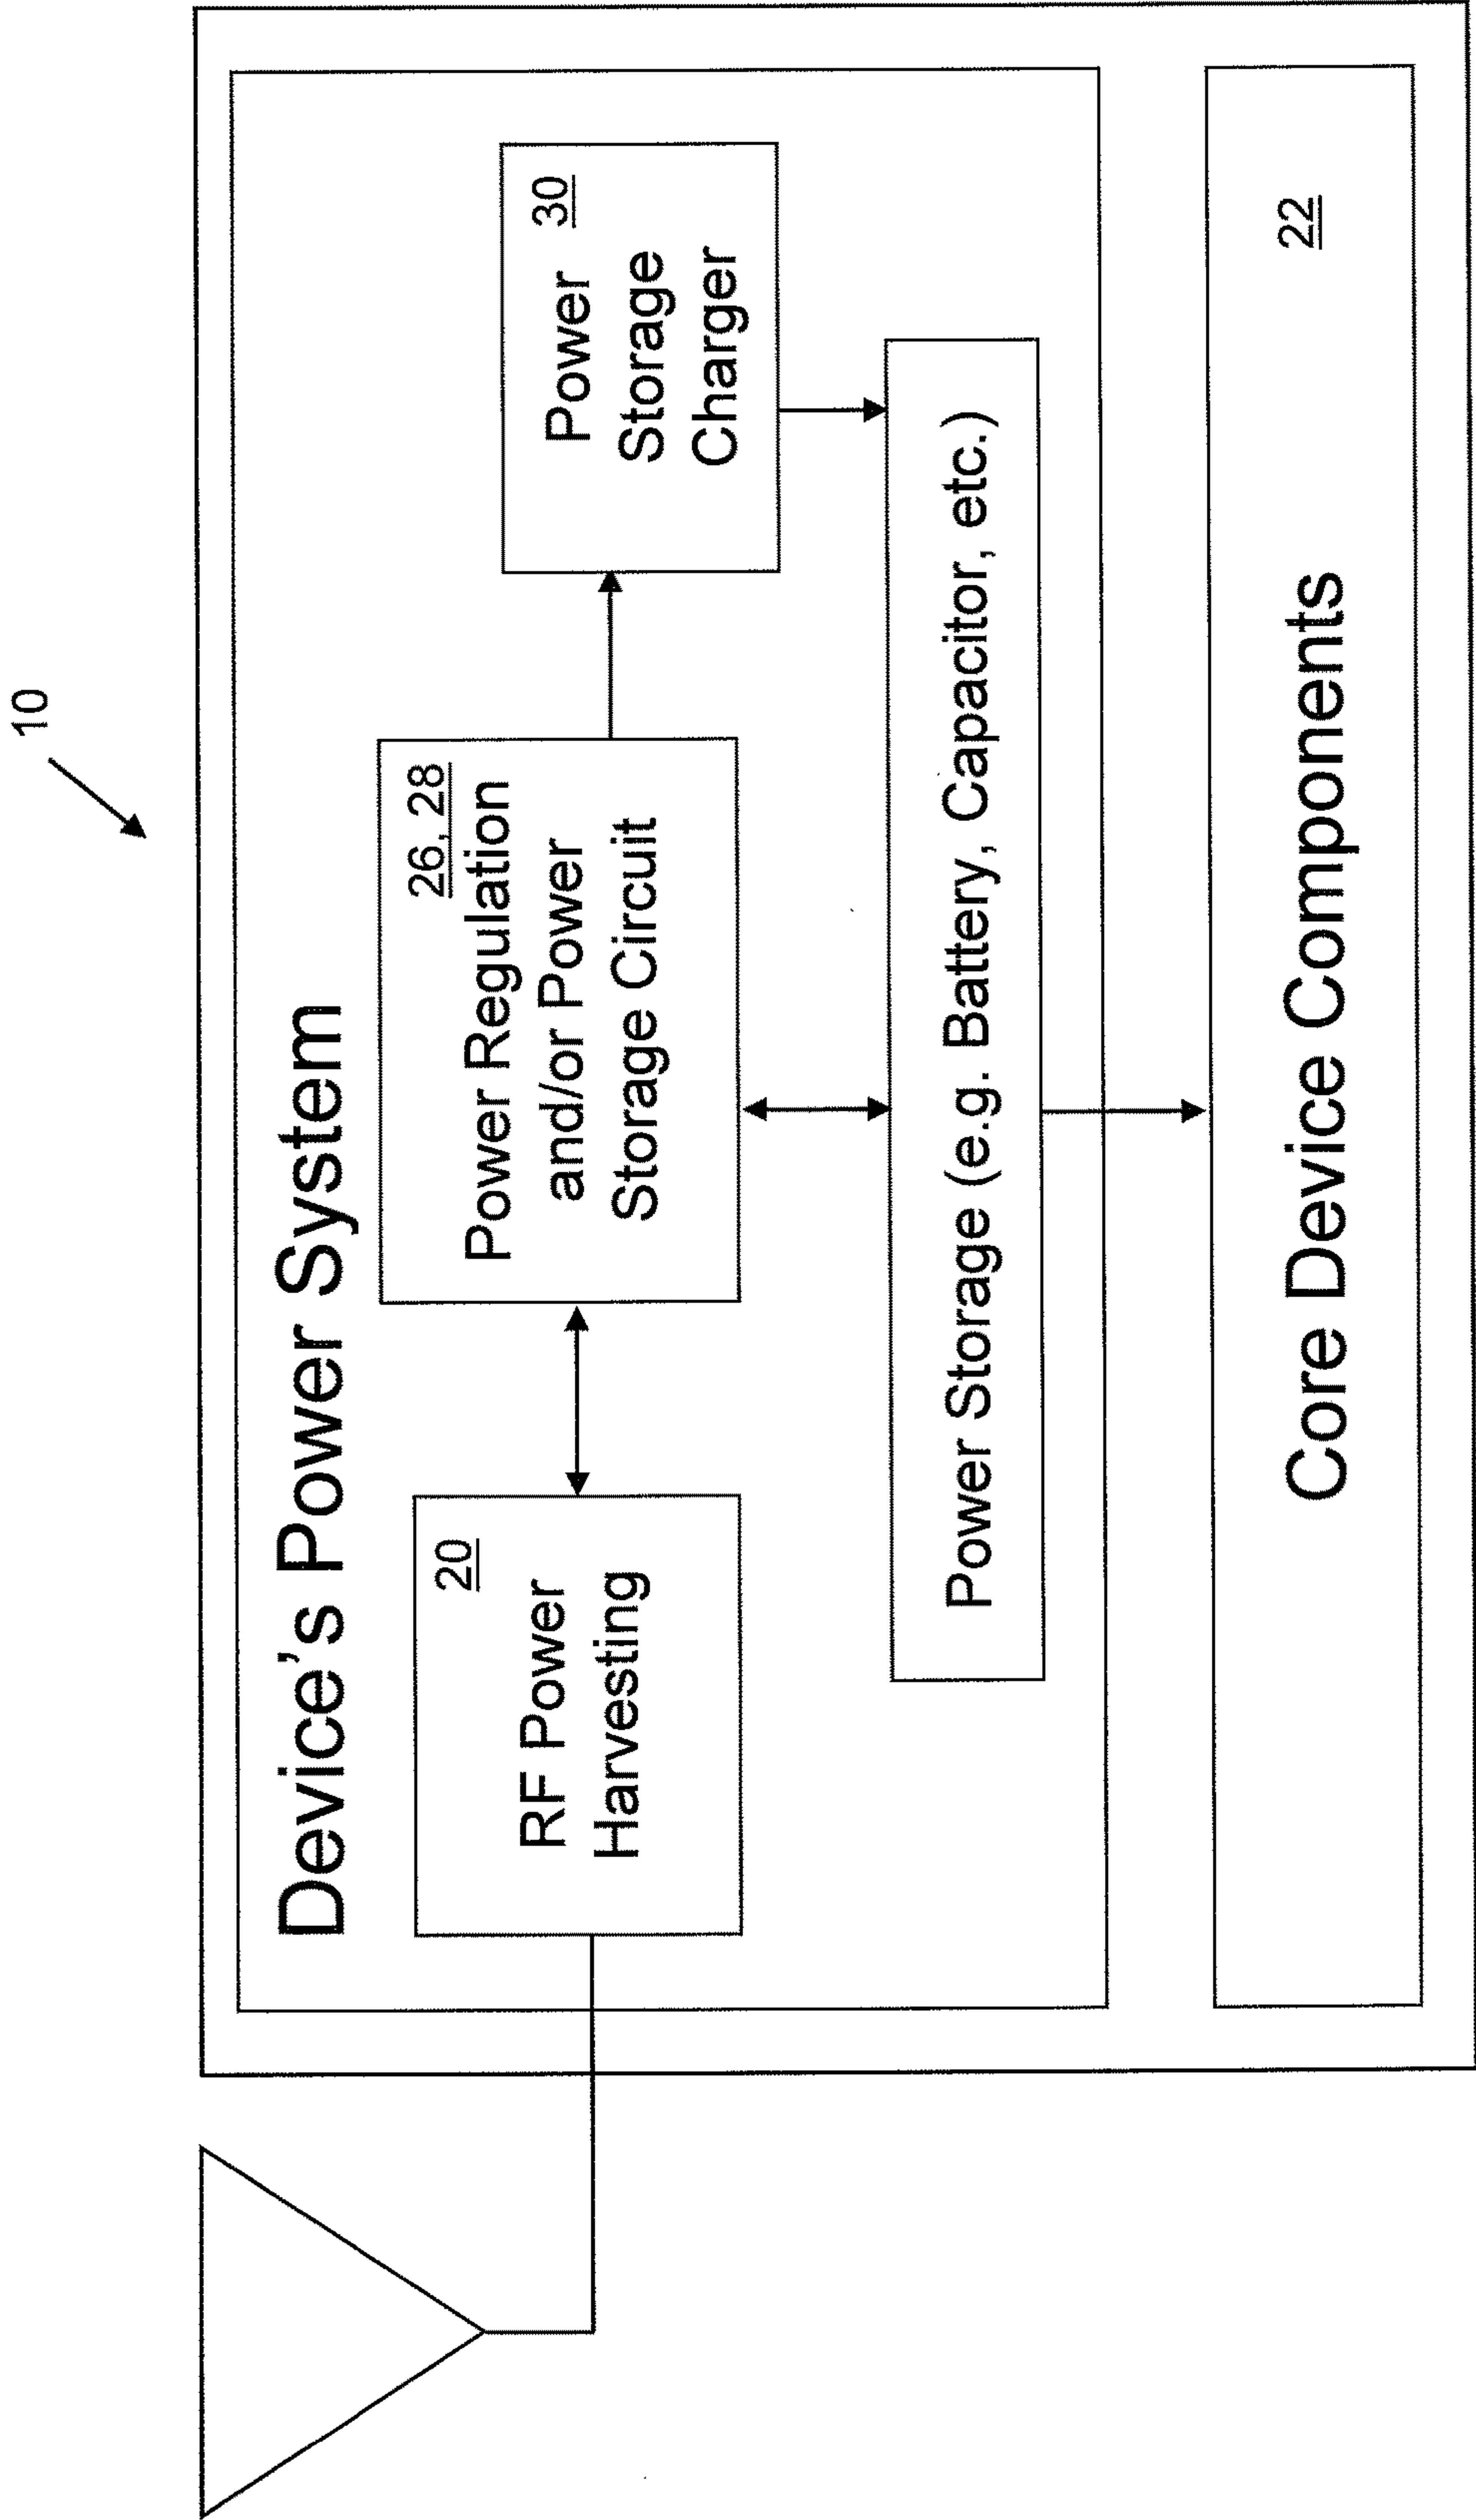 10
Device's Power System
20
RF Power
Harvesting
26, 28
Power Regulation
and/or Power
Storage Circuit
30
Power
Storage
Charger
Power Storage (e.g. Battery, Capacitor, etc.)
22
Core Device Components